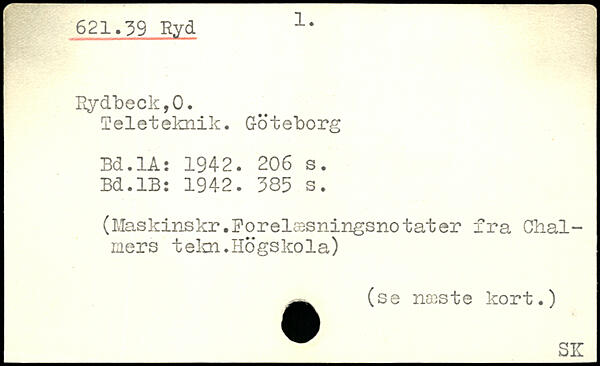 621.39 Ryd 1.
Rydbeck,O.
Teleteknik. Göteborg
Bd.1A: 1942. 206 s.
Bd.1B: 1942. 385 s.
(Maskinskr.Forelæsningsnotater fra Chal-
mers tekn.Högskola)
(se næste kort.)
SK